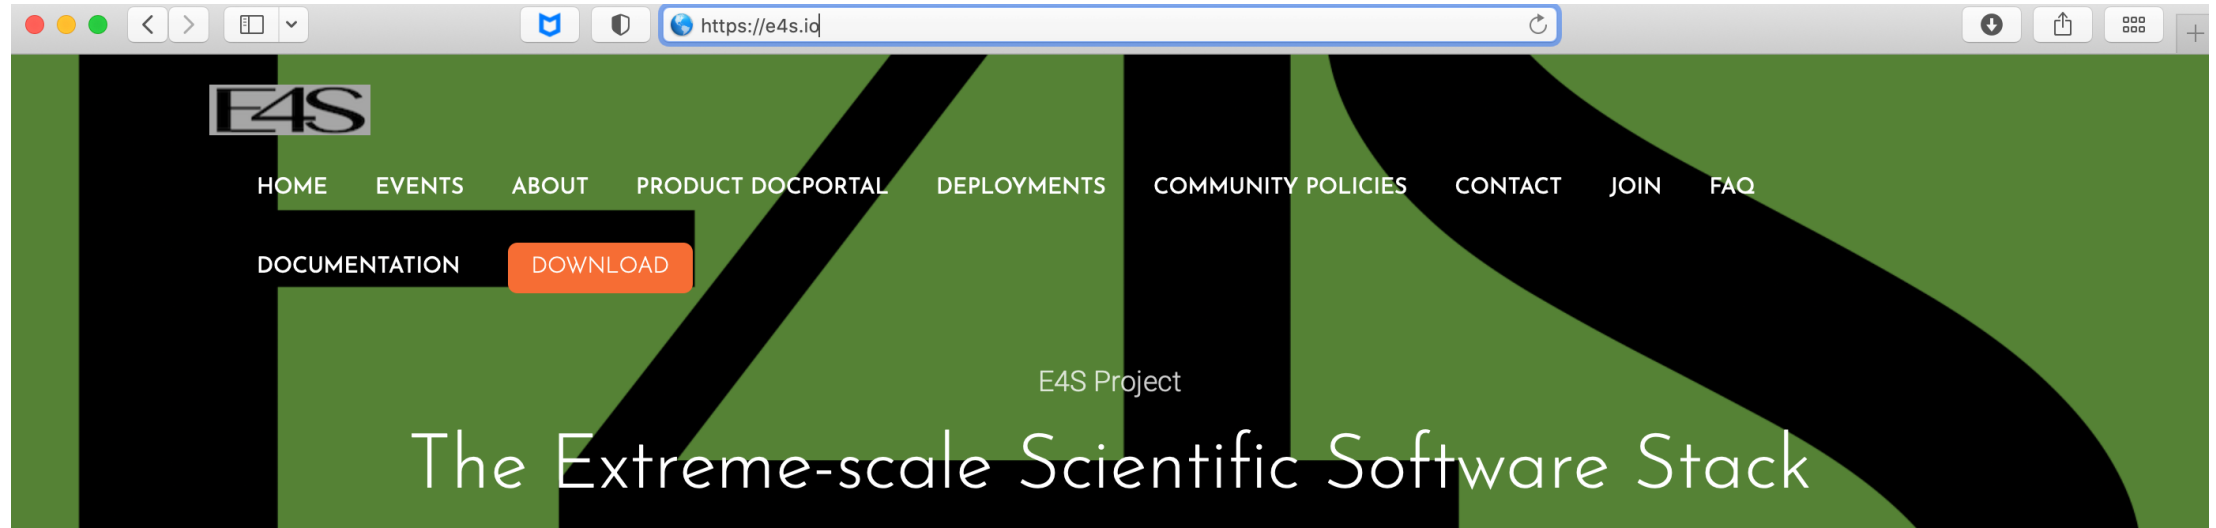 https://e4s.io
E4S
HOME EVENTS ABOUT PRODUCT DOCPORTAL DEPLOYMENTS COMMUNITY POLICIES CONTACT JOIN FAQ
DOCUMENTATION DOWNLOAD
E4S Project
The Extreme-scale Scientific Software Stack